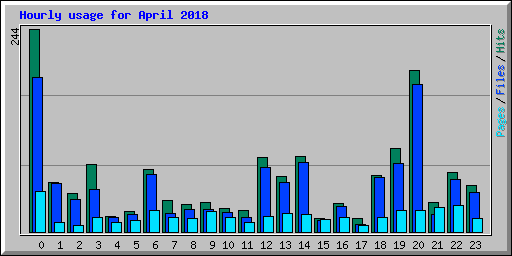 Hourly usage for April 2018
244
Pages/Files/Hits
0 1 2 3 4 5 6 7 8 9 10 11 12 13 14 15 16 17 18 19 20 21 22 23